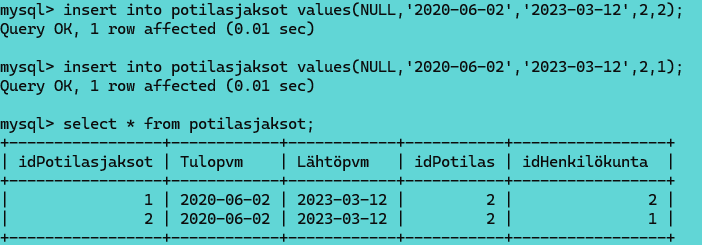 mysql> insert into potilasjaksot values(NULL,'2020-06-02','2023-03-12',2,2);
Query OK, 1 row affected (0.01 sec)
mysql> insert into potilasjaksot values(NULL,'2020-06-02','2023-03-12',2,1);
Query OK, 1 row affected (0.01 sec)
mysql> select * from potilasjaksot;
+-----------------+------------+------------+----------+----------------+
| idPotilasjaksot | Tulopvm    | Lähtöpvm   | idPotilas | idHenkilökunta  |
+-----------------+------------+------------+----------+----------------+
|               1 | 2020-06-02 | 2023-03-12 |         2 |               2 |
|               2 | 2020-06-02 | 2023-03-12 |         2 |               1 |
+-----------------+------------+------------+----------+----------------+